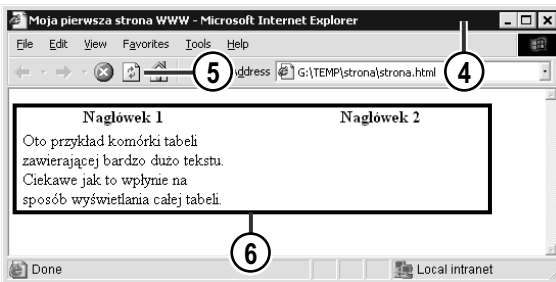 Moja pierwsza strona WWW - Microsoft Internet Explorer
File Edit View Favorites Tools Help
5 Address G:\TEMP\strona\strona.html 4
Nagłówek 1 Nagłówek 2
Oto przykład komórki tabeli
zawierającej bardzo dużo tekstu.
Ciekawe jak to wpłynie na
sposób wyświetlania całej tabeli.
6
Done Local intranet